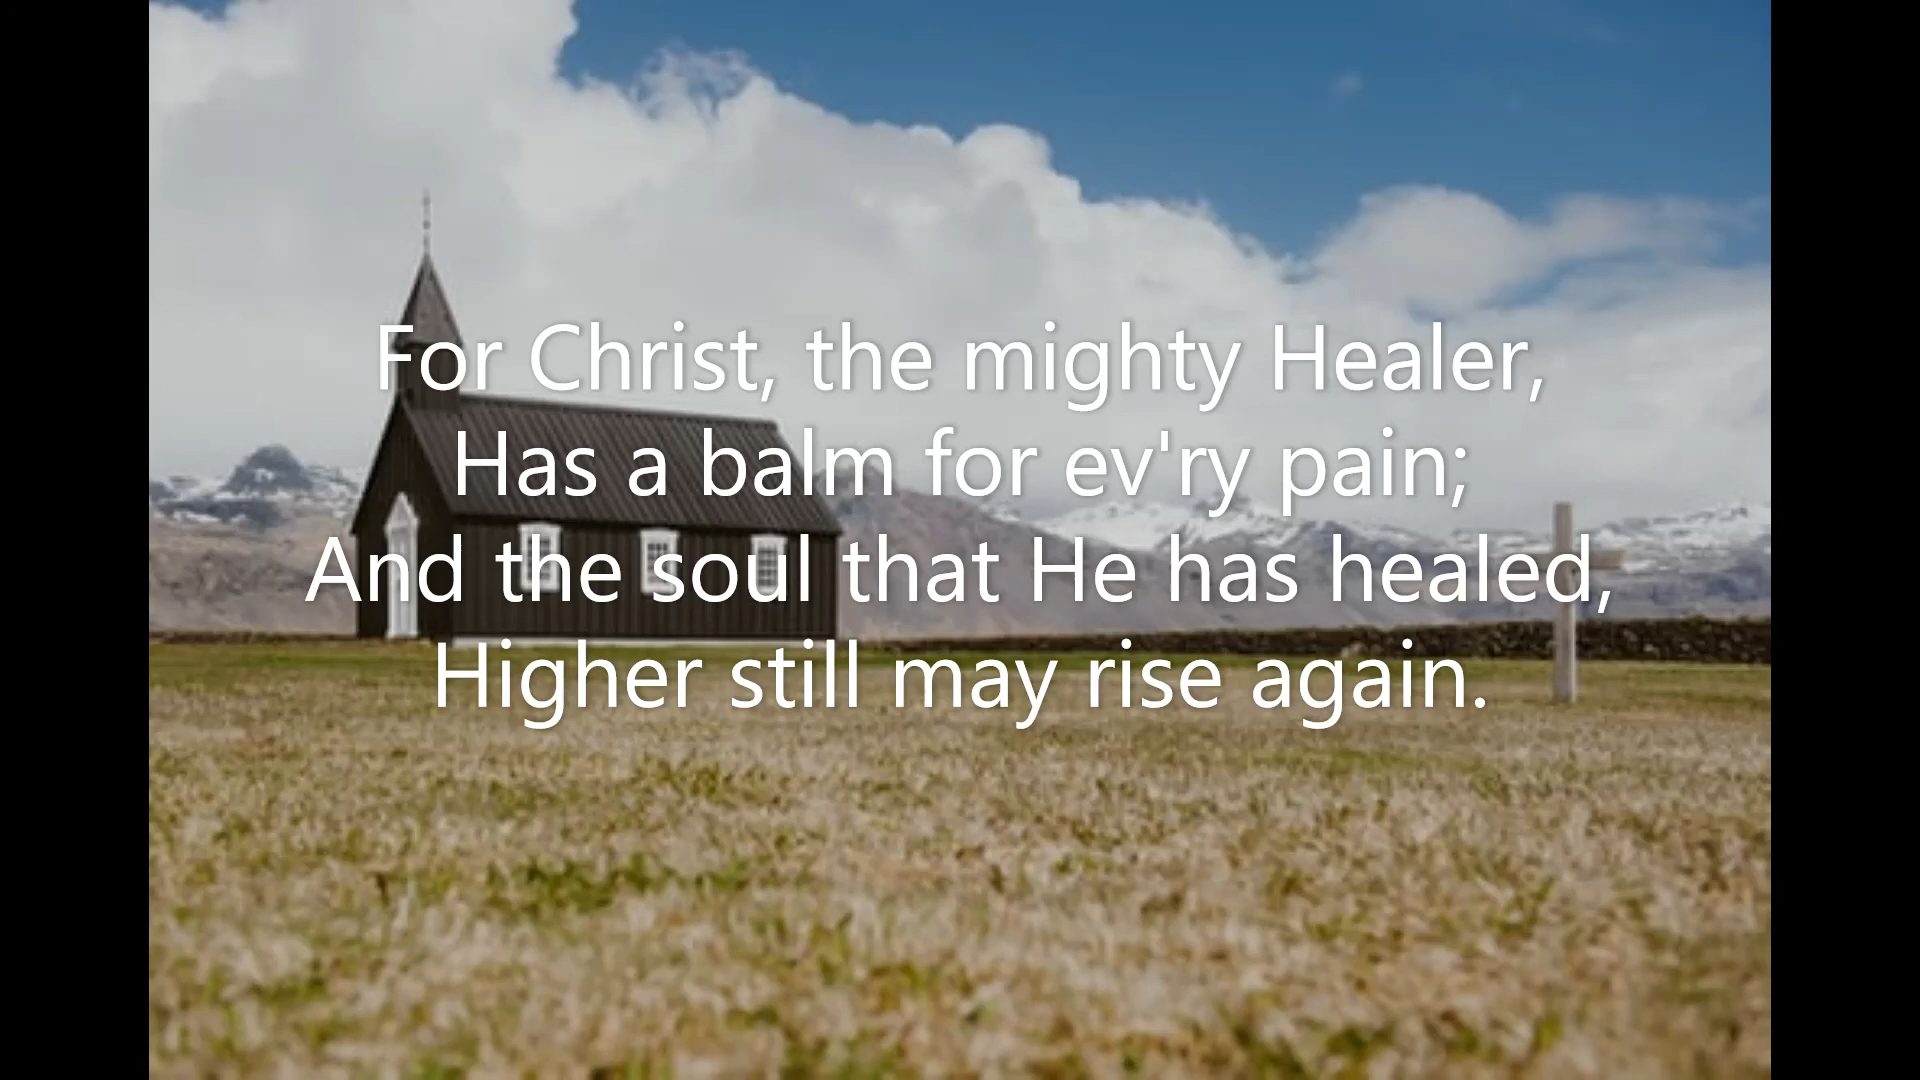 For Christ, the mighty Healer,
Has a balm for ev'ry pain;
And the soul that He has healed,
Higher still may rise again.